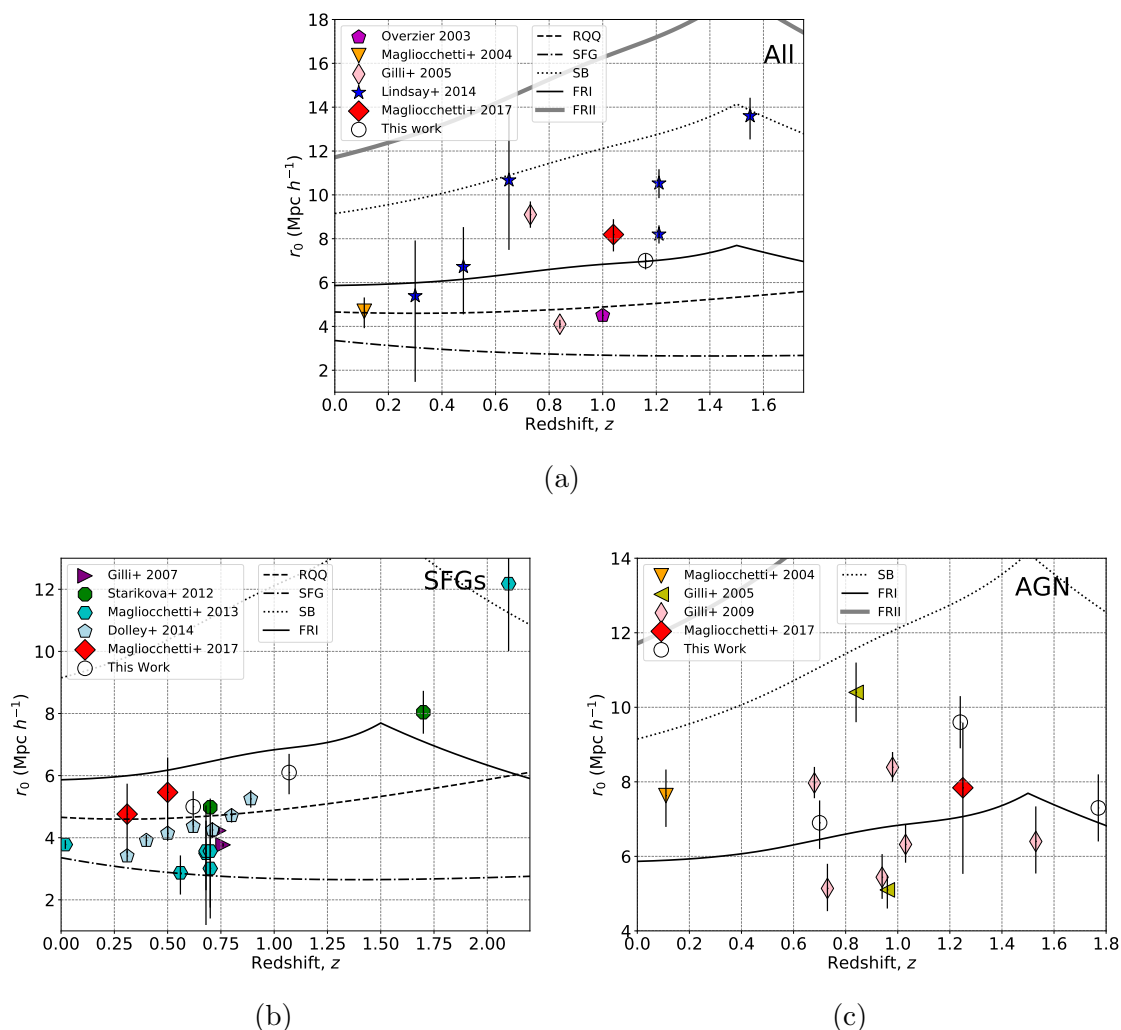 18
16
14
12
10
8
6
4
2
r₀ (Mpc h⁻¹)
Overzier 2003
Magliocchetti+ 2004
Gilli+ 2005
Lindsay+ 2014
Magliocchetti+ 2017
This work
RQQ
SFG
SB
FRI
FRII
All
0.0 0.2 0.4 0.6 0.8 1.0 1.2 1.4 1.6
Redshift, z
(a)
12
10
8
6
4
2
r₀ (Mpc h⁻¹)
Gilli+ 2007
Starikova+ 2012
Magliocchetti+ 2013
Dolley+ 2014
Magliocchetti+ 2017
This Work
RQQ
SFG
SB
FRI
SFGs
0.00 0.25 0.50 0.75 1.00 1.25 1.50 1.75 2.00
Redshift, z
(b)
14
12
10
8
6
4
r₀ (Mpc h⁻¹)
Magliocchetti+ 2004
Gilli+ 2005
Gilli+ 2009
Magliocchetti+ 2017
This Work
SB
FRI
FRII
AGN
0.0 0.2 0.4 0.6 0.8 1.0 1.2 1.4 1.6 1.8
Redshift, z
(c)